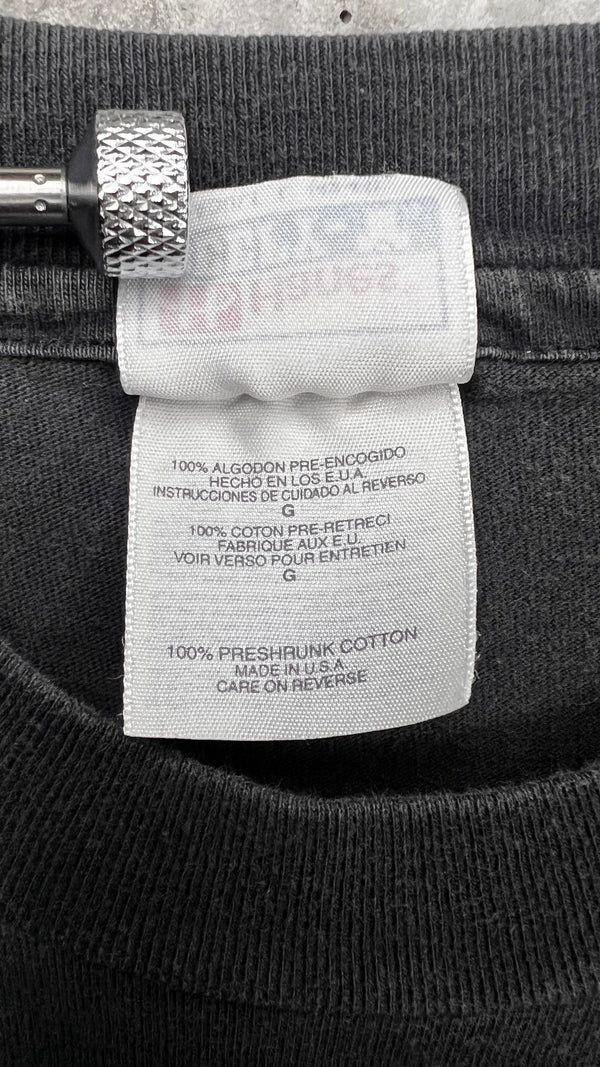 100% ALGODON PRE-ENCOGIDO
HECHO EN LOS E.U.A.
INSTRUCCIONES DE CUIDADO AL REVERSO
G
100% COTON PRE-RETRECI
FABRIQUE AUX E.U.
VOIR VERSO POUR ENTRETIEN
G
100% PRESHRUNK COTTON
MADE IN U.S.A
CARE ON REVERSE